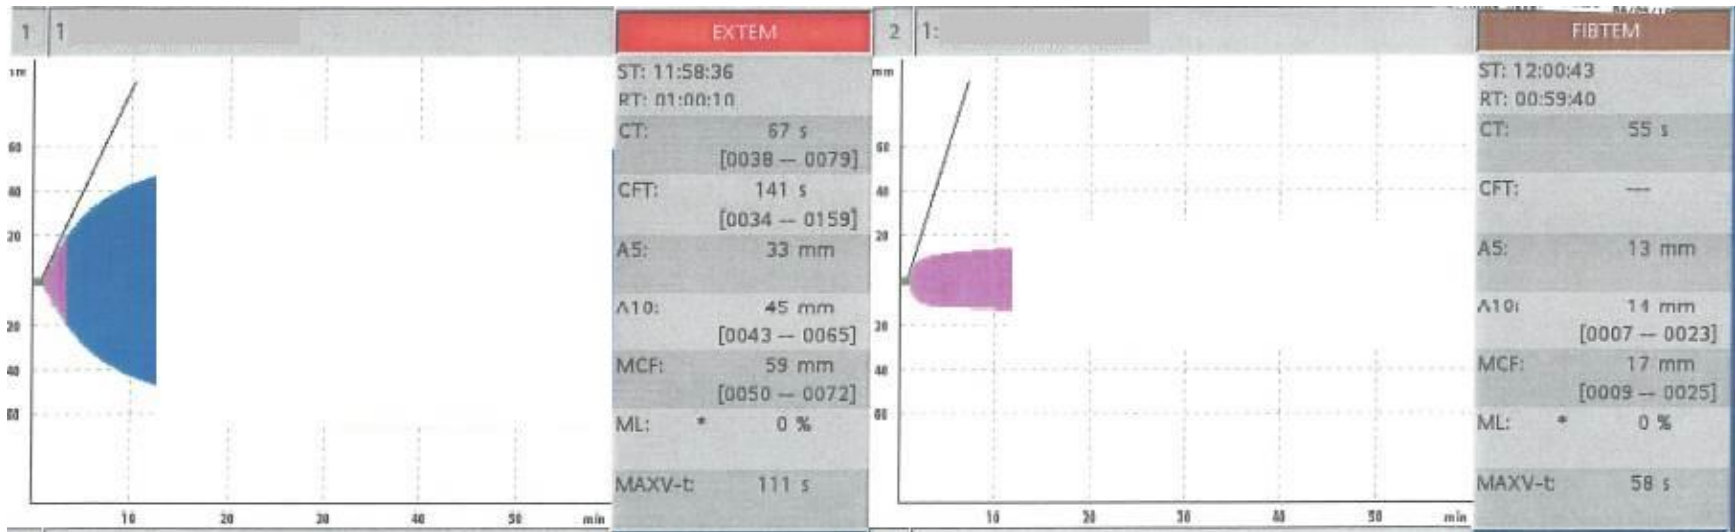 1 1 EXTEM
ST: 11:58:36
RT: 01:00:10
CT: 67 s
[0038 — 0079]
CFT: 141 s
[0034 — 0159]
A5: 33 mm
A10: 45 mm
[0043 — 0065]
MCF: 59 mm
[0050 — 0072]
ML: * 0 %
MAXV-t: 111 s
60
40
20
20
40
60
10 20 30 40 50 min
2 1: FIBTEM
ST: 12:00:43
RT: 00:59:40
CT: 55 s
CFT: ---
A5: 13 mm
A10: 14 mm
[0007 — 0023]
MCF: 17 mm
[0009 — 0025]
ML: * 0 %
MAXV-t: 58 s
mm
60
40
20
20
40
60
10 20 30 40 50 min